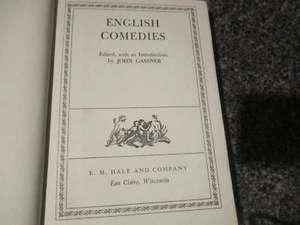 ENGLISH
COMEDIES
Edited, with an Introduction,
by JOHN GASSNER
E. M. HALE AND COMPANY
Eau Claire, Wisconsin